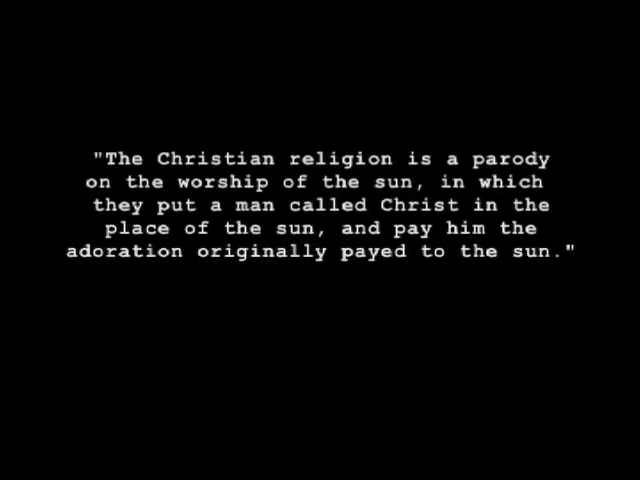 "The Christian religion is a parody
on the worship of the sun, in which
they put a man called Christ in the
place of the sun, and pay him the
adoration originally payed to the sun."